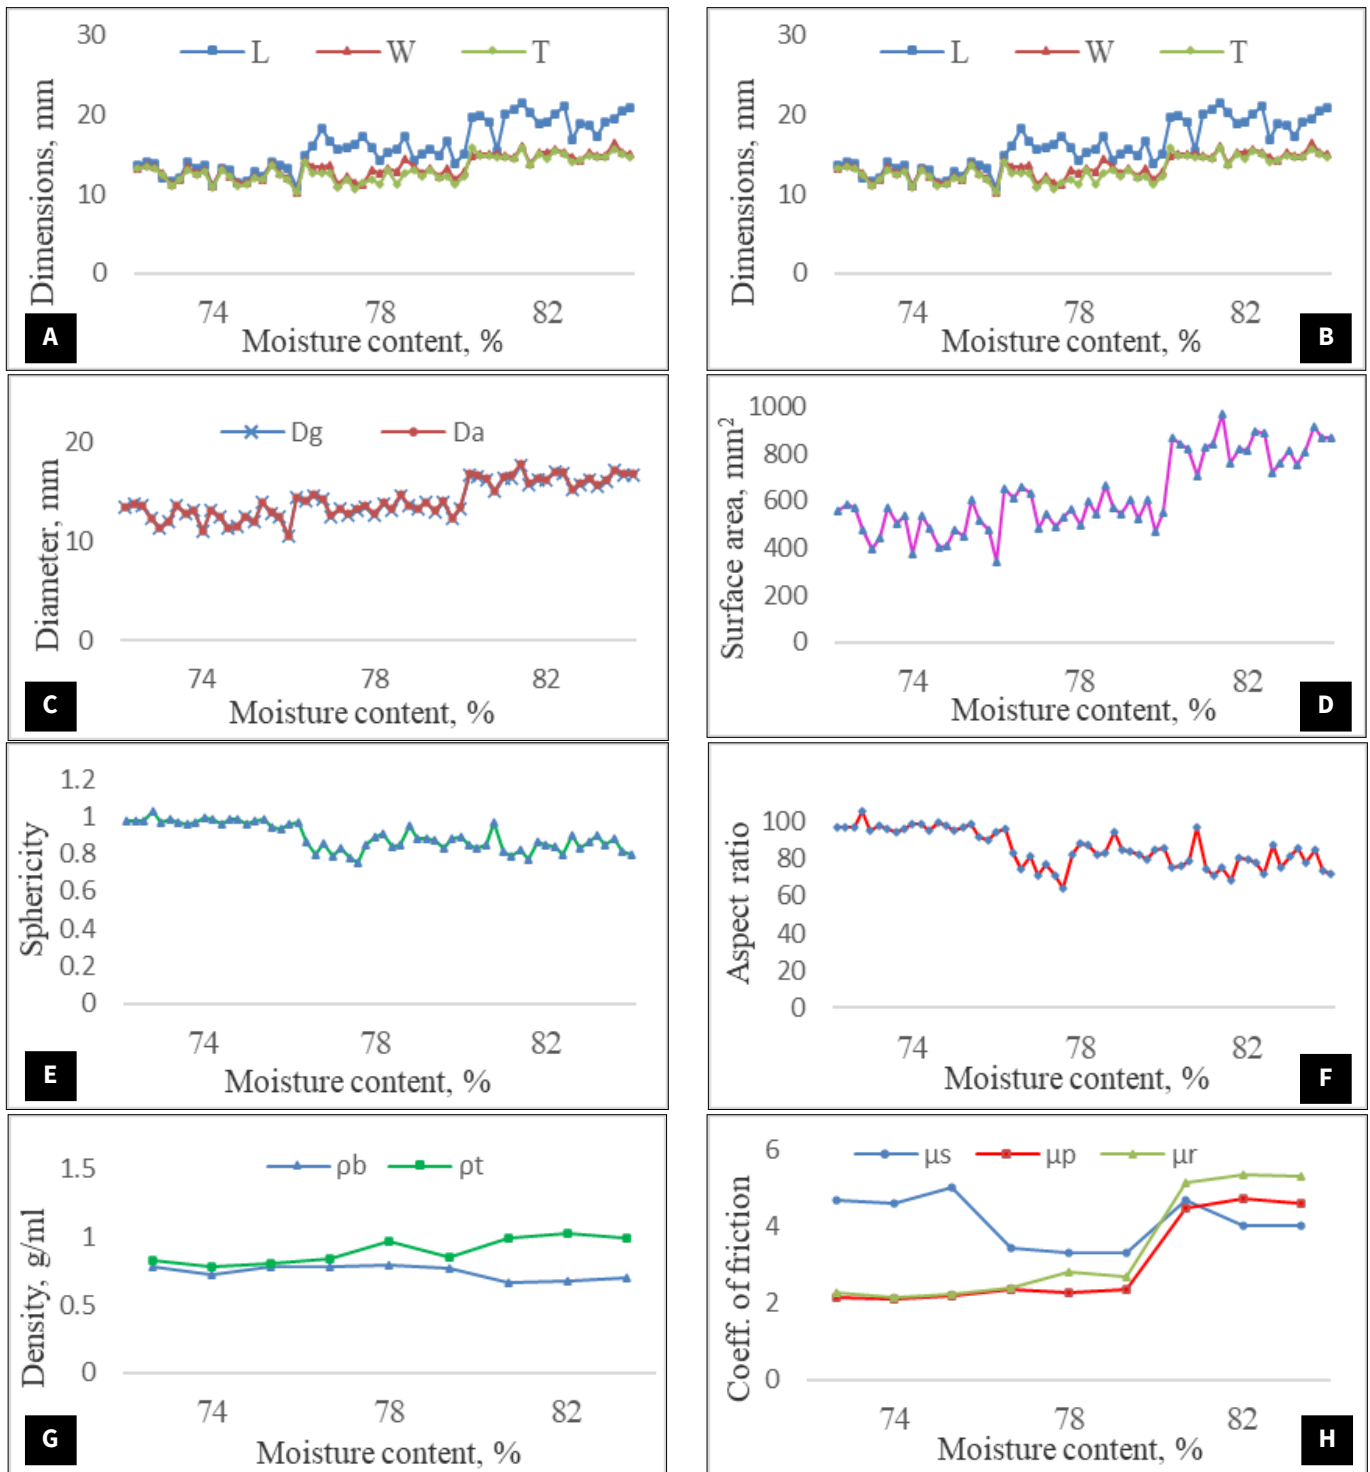 30
L W T
20
10
0
Dimensions, mm
74 78 82
Moisture content, %
A
30
L W T
20
10
0
Dimensions, mm
74 78 82
Moisture content, %
B
Dg Da
20
10
0
Diameter, mm
74 78 82
Moisture content, %
C
1000
800
600
400
200
0
Surface area, mm²
74 78 82
Moisture content, %
D
1.2
1
0.8
0.6
0.4
0.2
0
Sphericity
74 78 82
Moisture content, %
E
100
80
60
40
20
0
Aspect ratio
74 78 82
Moisture content, %
F
ρb ρt
1.5
1
0.5
0
Density, g/ml
74 78 82
Moisture content, %
G
6
μs μp μr
4
2
0
Coeff. of friction
74 78 82
Moisture content, %
H